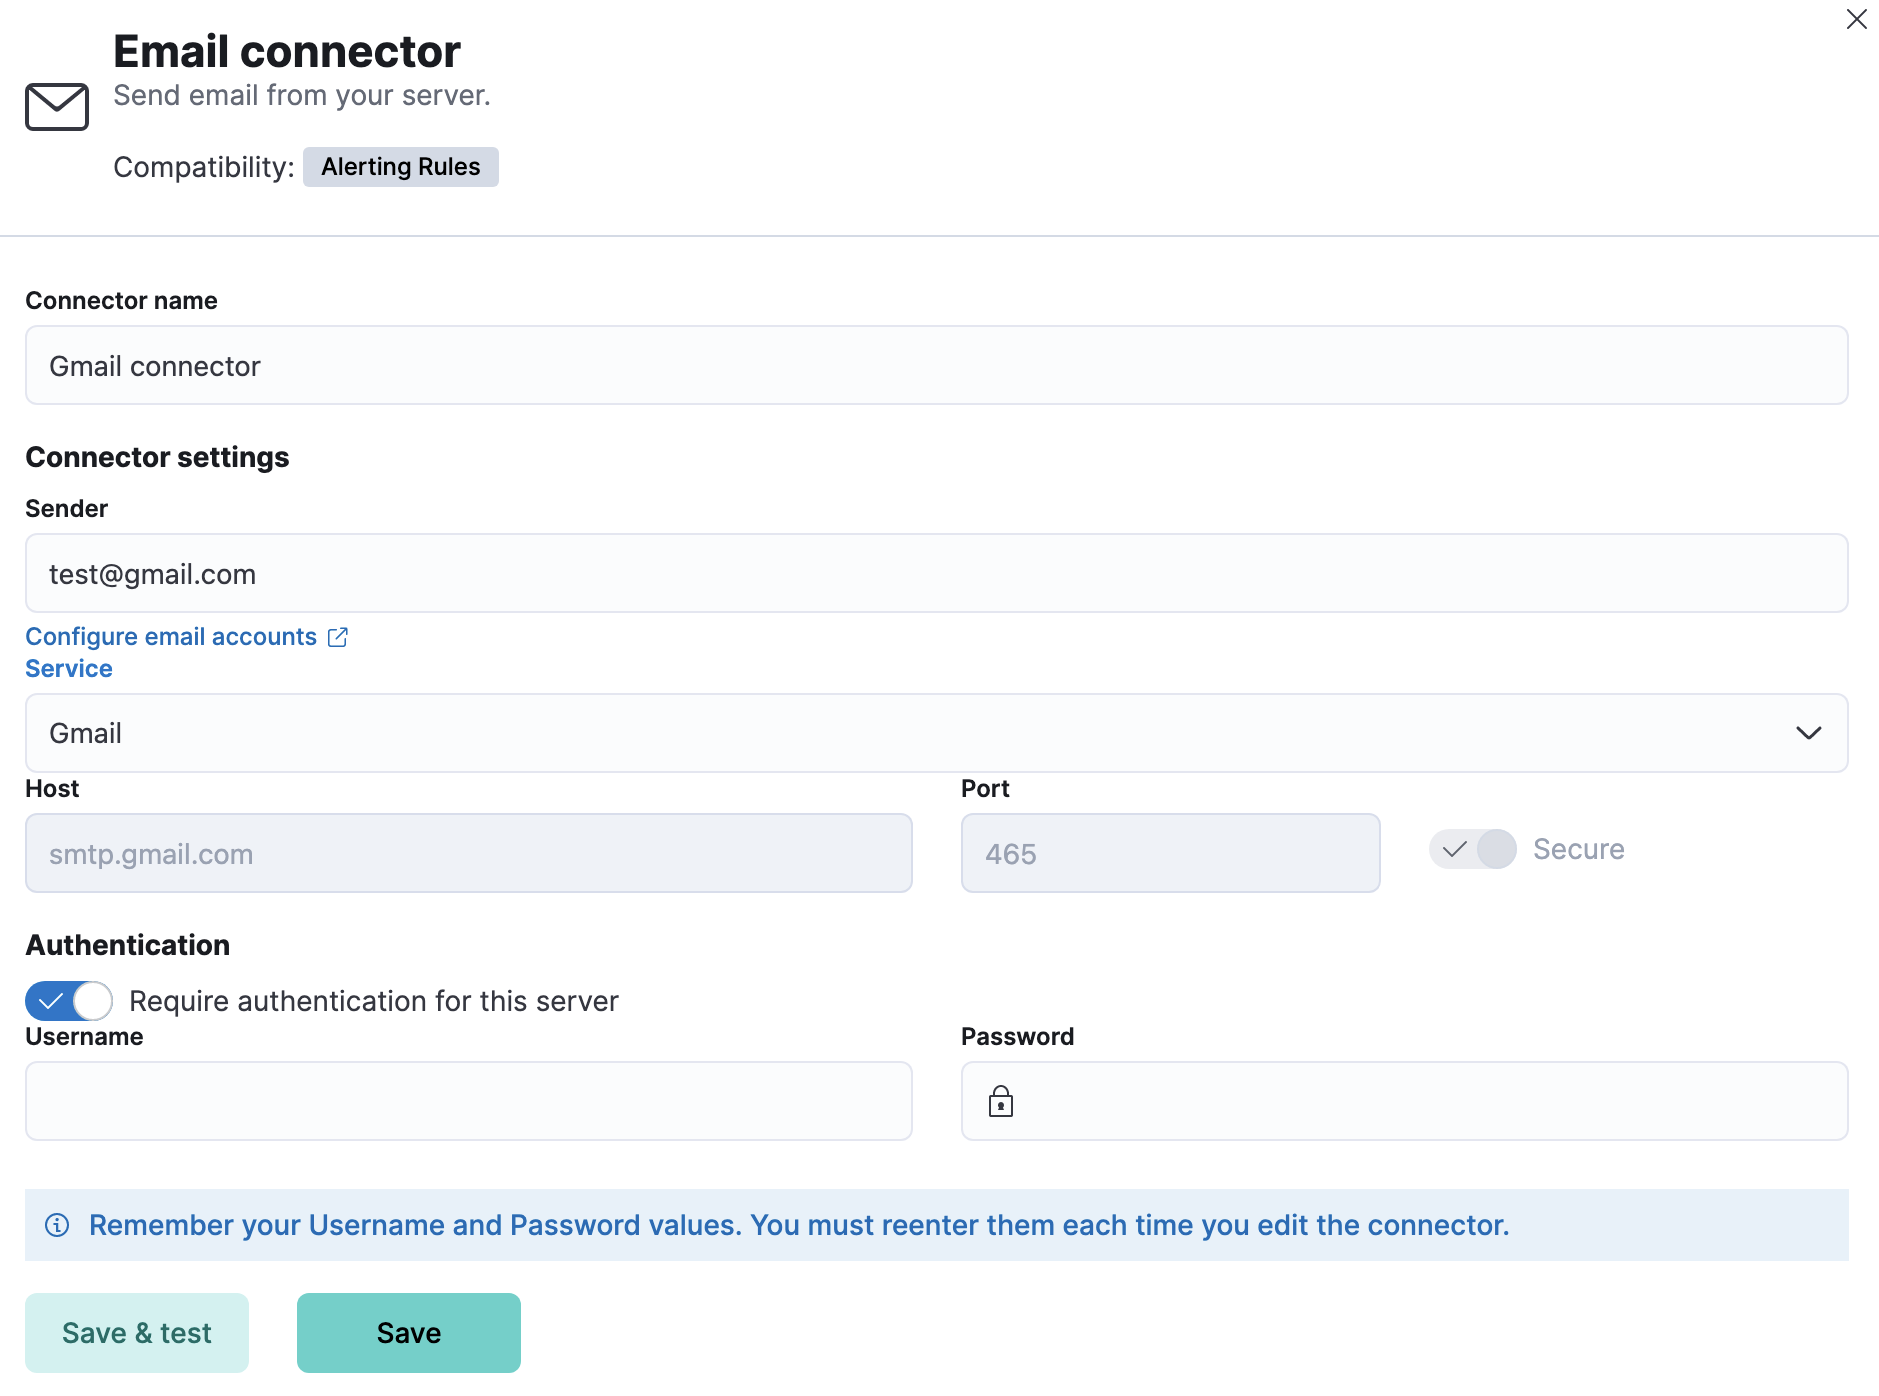 Email connector
Send email from your server.
Compatibility: Alerting Rules
Connector name
Gmail connector
Connector settings
Sender
test@gmail.com
Configure email accounts
Service
Gmail
Host
Port
smtp.gmail.com
465
Secure
Authentication
Require authentication for this server
Username
Password
Remember your Username and Password values. You must reenter them each time you edit the connector.
Save & test
Save